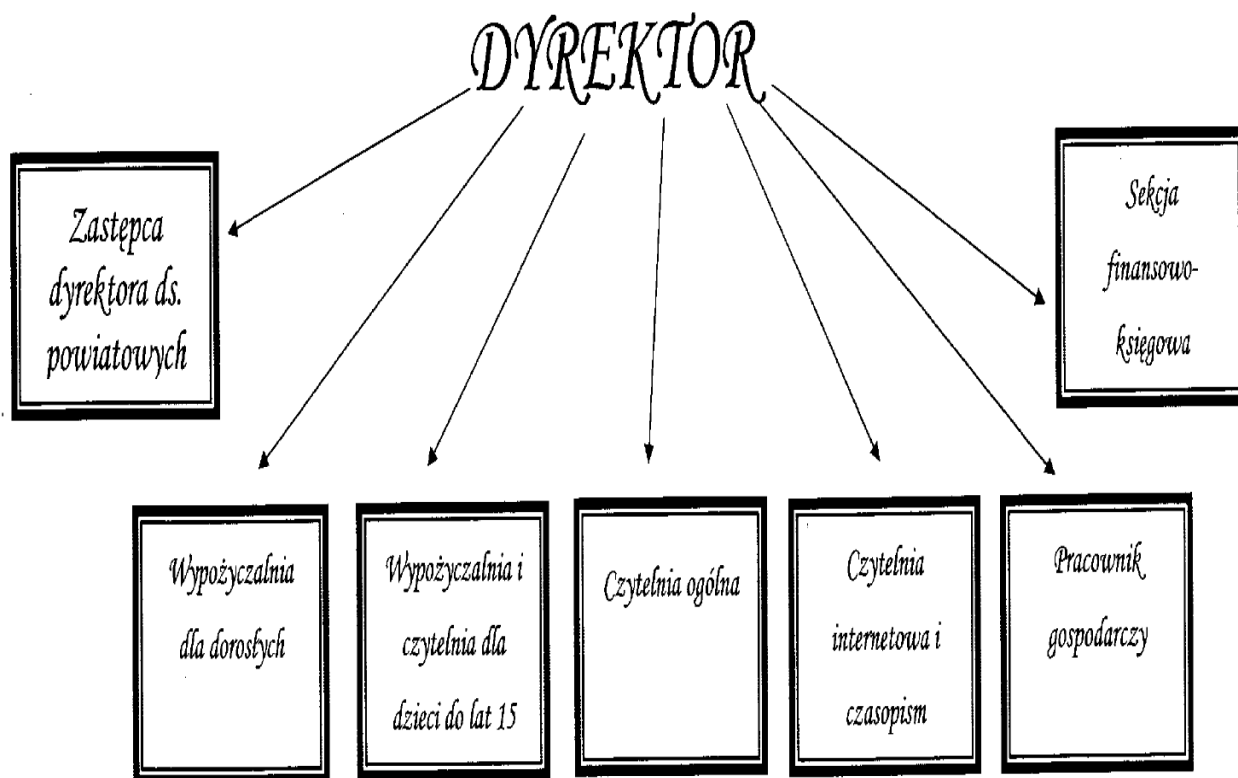 DYREKTOR
Zastępca
dyrektora ds.
powiatowych
Sekcja
finansowo-
księgowa
Wypożyczalnia
dla dorosłych
Wypożyczalnia i
czytelnia dla
dzieci do lat 15
Czytelnia ogólna
Czytelnia
internetowa i
czasopism
Pracownik
gospodarczy